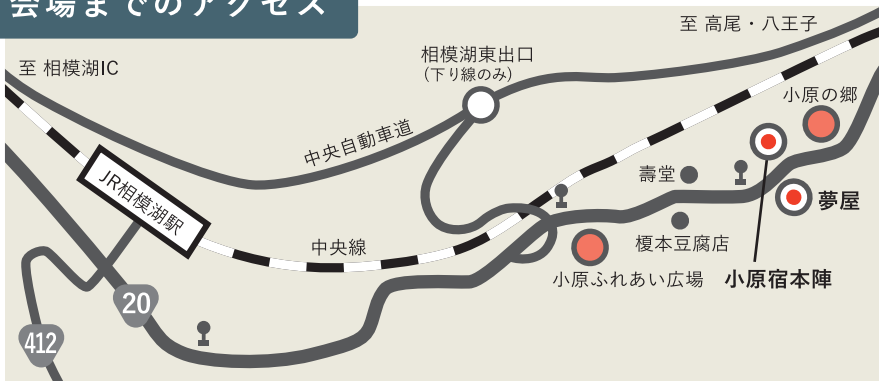 会場までのアクセス
至 高尾・八王子
相模湖東出口
(下り線のみ)
至 相模湖IC
小原の郷
中央自動車道
JR相模湖駅
壽堂
夢屋
中央線
榎本豆腐店
小原ふれあい広場
小原宿本陣
20
412